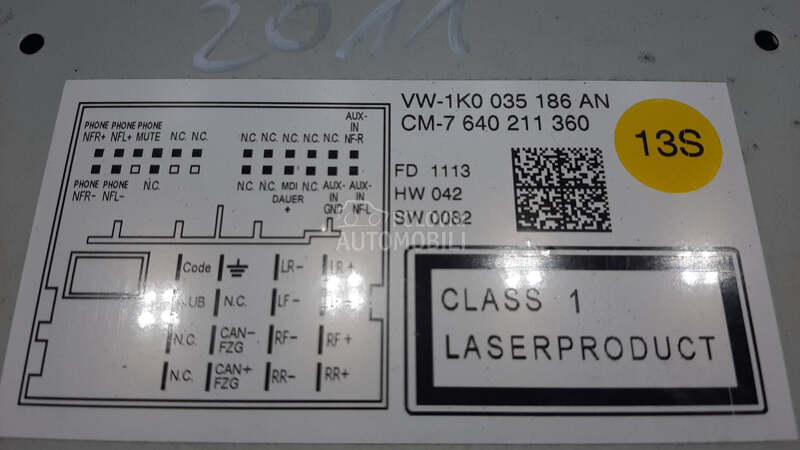 2011
VW-1K0 035 186 AN
CM-7 640 211 360
13S
FD 1113
HW 042
SW 0082
CLASS 1
LASERPRODUCT
PHONE PHONE PHONE N.C. N.C. N.C. N.C. N.C. N.C. AUX-
NFR+ NFL+ MUTE IN
NF-R
PHONE PHONE N.C. N.C. N.C. MDI N.C. AUX- AUX-
NFR- NFL- DAUER IN IN
+ GND NF-L
POLOVNI
AUTOMOBILI
Code LR- LR+
UB N.C. LF-
N.C. CAN- RF- RF+
FZG
N.C. CAN+ RR- RR+
FZG